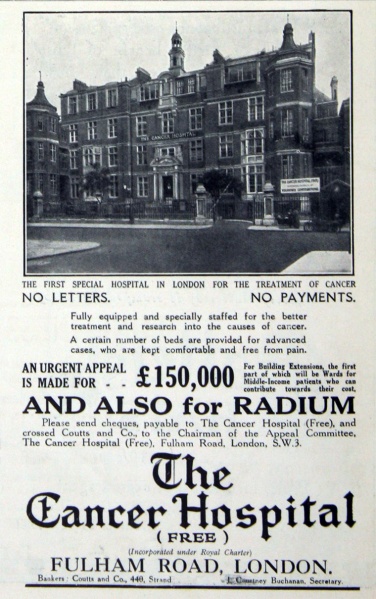 THE CANCER HOSPITAL
THE FIRST SPECIAL HOSPITAL IN LONDON FOR THE TREATMENT OF CANCER
NO LETTERS. NO PAYMENTS.
Fully equipped and specially staffed for the better
treatment and research into the causes of cancer.
A certain number of beds are provided for advanced
cases, who are kept comfortable and free from pain.
AN URGENT APPEAL
IS MADE FOR - - £150,000
For Building Extensions, the first
part of which will be Wards for
Middle-Income patients who can
contribute towards their cost,
AND ALSO for RADIUM
Please send cheques, payable to The Cancer Hospital (Free), and
crossed Coutts and Co., to the Chairman of the Appeal Committee,
The Cancer Hospital (Free), Fulham Road, London, S.W.3.
The
Cancer Hospital
(FREE)
(Incorporated under Royal Charter)
FULHAM ROAD, LONDON.
Bankers: Coutts and Co., 440, Strand J. Courtney Buchanan, Secretary.